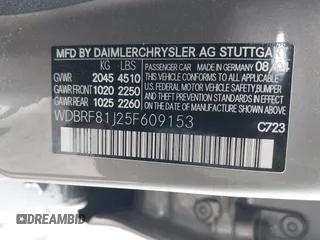 MFD BY DAIMLERCHRYSLER AG STUTTGAR
KG LBS PASSENGER CAR MADE IN GERMANY 08
GVWR 2045 4510 THIS VEHICLE CONFORMS TO ALL APPLICABLE
GAWR FRONT 1020 2250 U.S. FEDERAL MOTOR VEHICLE SAFETY, BUMPER,
GAWR REAR 1025 2260 AND THEFT PREVENTION STANDARDS IN EFFECT ON THE DATE OF MANUFACTURE SHOWN ABOVE.
WDBRF81J25F609153
C723
DREAMBID